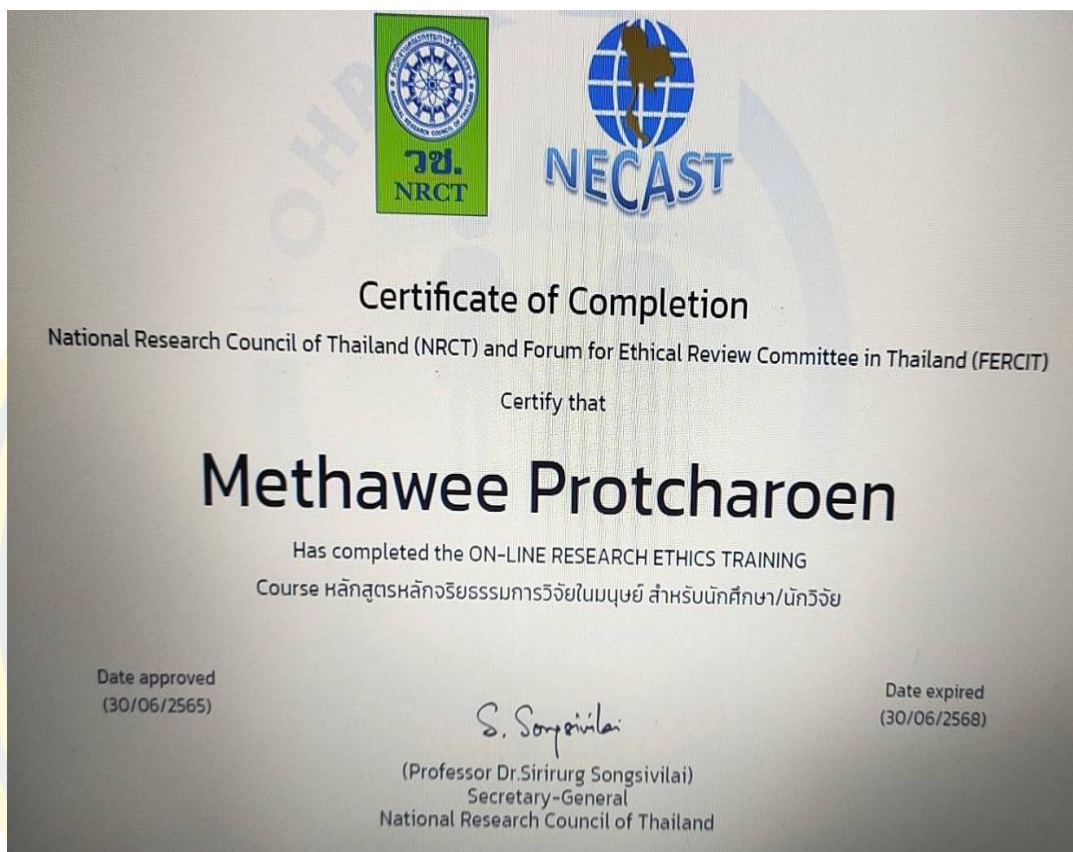 วช.
NRCT
NECAST
Certificate of Completion
National Research Council of Thailand (NRCT) and Forum for Ethical Review Committee in Thailand (FERCIT)
Certify that
Methawee Protcharoen
Has completed the ON-LINE RESEARCH ETHICS TRAINING
Course หลักสูตรหลักจริยธรรมการวิจัยในมนุษย์ สำหรับนักศึกษา/นักวิจัย
Date approved
(30/06/2565)
Date expired
(30/06/2568)
S. Songsivilai
(Professor Dr.Sirirurg Songsivilai)
Secretary-General
National Research Council of Thailand